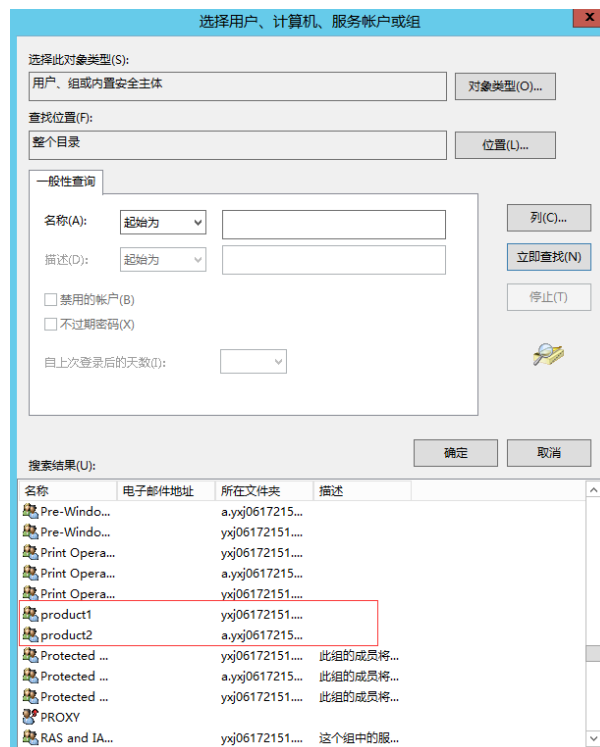 选择用户、计算机、服务帐户或组
x
选择此对象类型(S):
用户、组或内置安全主体
对象类型(O)...
查找位置(F):
整个目录
位置(L)...
一般性查询
名称(A):
起始为
列(C)...
描述(D):
起始为
立即查找(N)
禁用的帐户(B)
停止(T)
不过期密码(X)
自上次登录后的天数(I):
确定
取消
搜索结果(U):
名称 电子邮件地址 所在文件夹 描述
Pre-Windo... a.yxj0617215...
Pre-Windo... yxj06172151....
Print Opera... yxj06172151....
Print Opera... a.yxj0617215...
Print Opera... yxj06172151....
product1 yxj06172151....
product2 a.yxj0617215...
Protected ... yxj06172151.... 此组的成员将...
Protected ... a.yxj0617215... 此组的成员将...
Protected ... yxj06172151.... 此组的成员将...
PROXY
RAS and IA... yxj06172151.... 这个组中的服...